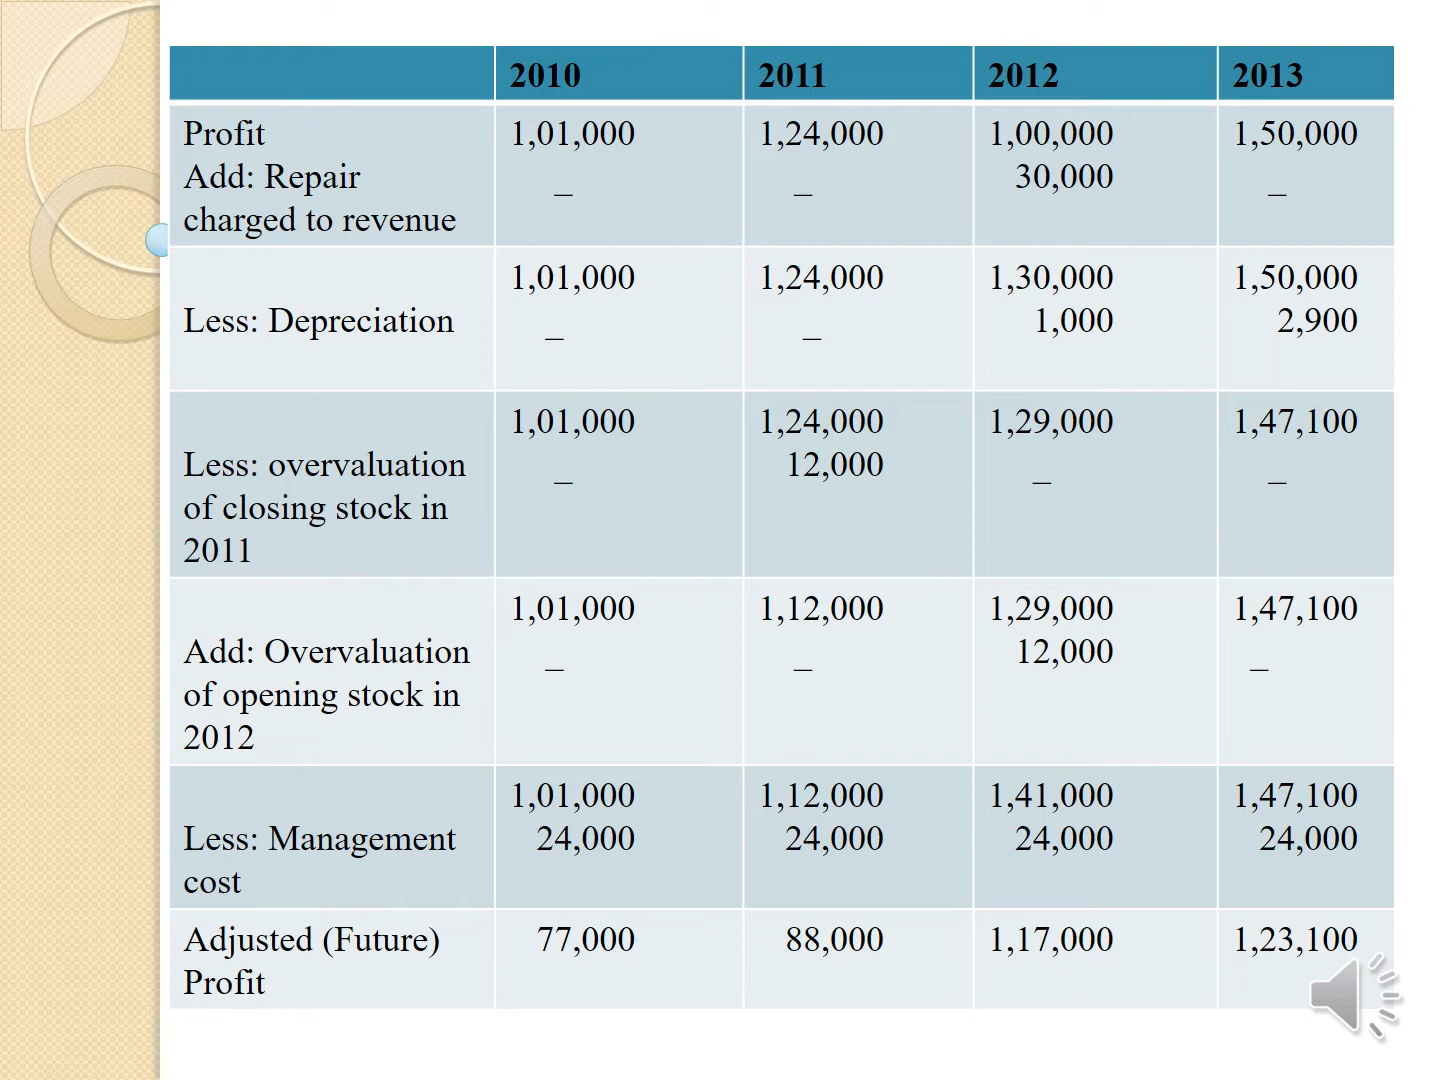 2010 2011 2012 2013
Profit 1,01,000 1,24,000 1,00,000 1,50,000
Add: Repair _ _ 30,000 _
charged to revenue
1,01,000 1,24,000 1,30,000 1,50,000
Less: Depreciation _ _ 1,000 2,900
1,01,000 1,24,000 1,29,000 1,47,100
Less: overvaluation _ 12,000 _ _
of closing stock in
2011
1,01,000 1,12,000 1,29,000 1,47,100
Add: Overvaluation _ _ 12,000 _
of opening stock in
2012
1,01,000 1,12,000 1,41,000 1,47,100
Less: Management 24,000 24,000 24,000 24,000
cost
Adjusted (Future) 77,000 88,000 1,17,000 1,23,100
Profit